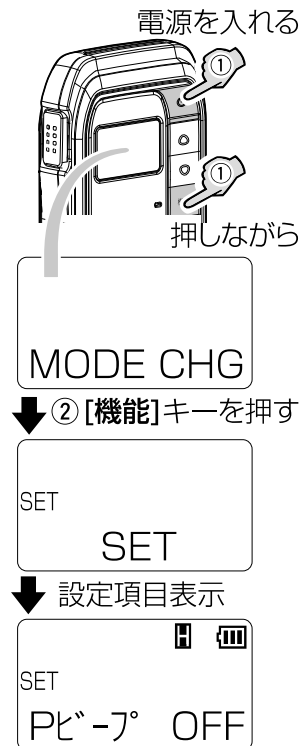 電源を入れる
①
①
押しながら
MODE CHG
②[機能]キーを押す
SET
SET
設定項目表示
H
SET
Pビープ OFF